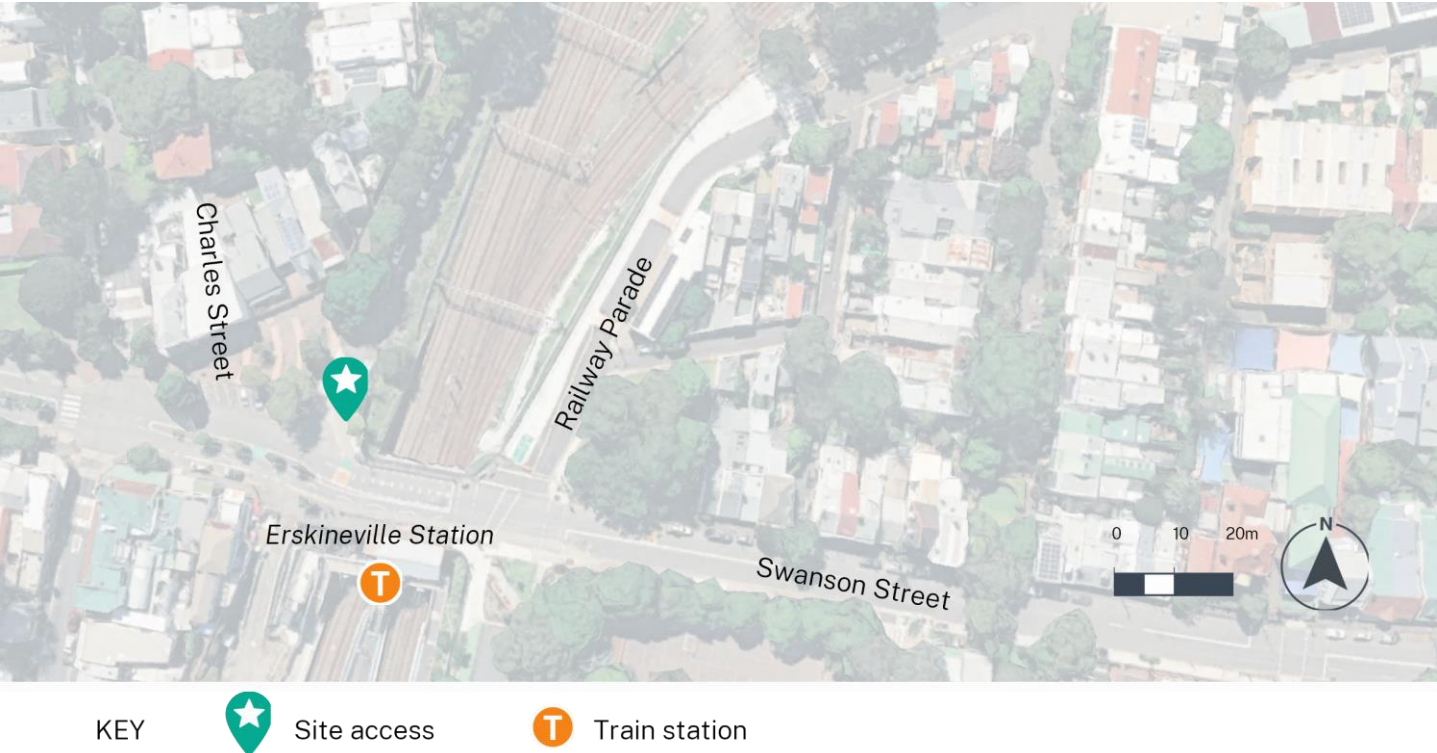 Charles Street
Railway Parade
Erskineville Station
T
Swanson Street
0 10 20m
N
KEY
Site access
T
Train station